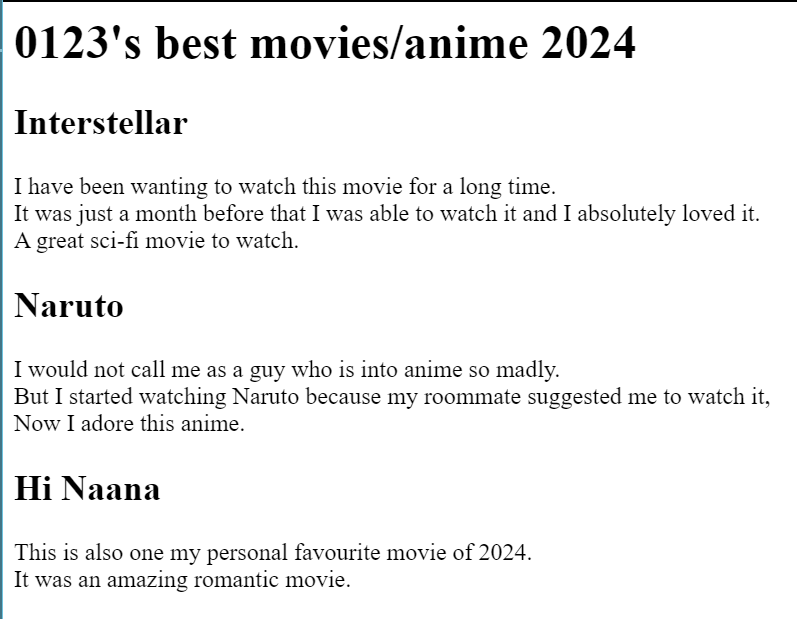 0123's best movies/anime 2024
Interstellar
I have been wanting to watch this movie for a long time.
It was just a month before that I was able to watch it and I absolutely loved it.
A great sci-fi movie to watch.
Naruto
I would not call me as a guy who is into anime so madly.
But I started watching Naruto because my roommate suggested me to watch it,
Now I adore this anime.
Hi Naana
This is also one my personal favourite movie of 2024.
It was an amazing romantic movie.